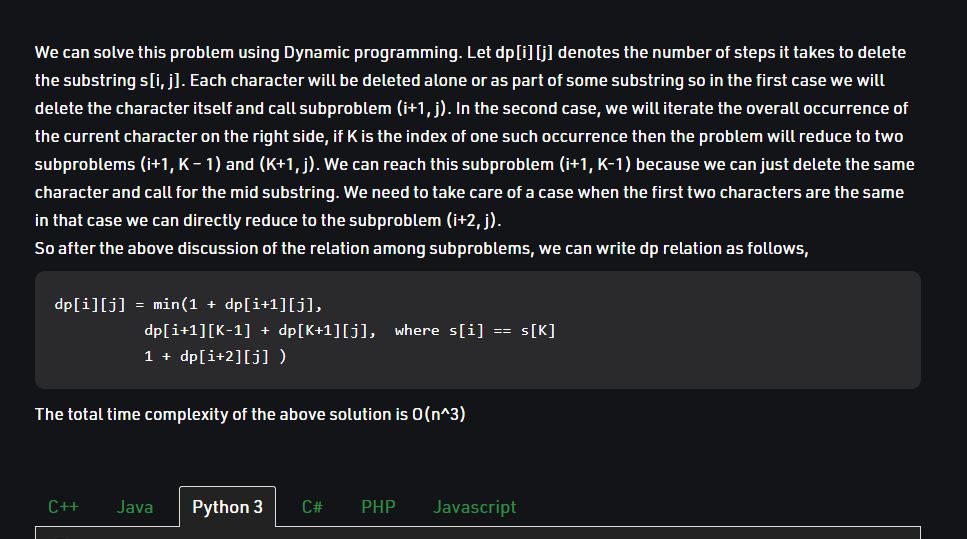 We can solve this problem using Dynamic programming. Let dp[i][j] denotes the number of steps it takes to delete
the substring s[i, j]. Each character will be deleted alone or as part of some substring so in the first case we will
delete the character itself and call subproblem (i+1, j). In the second case, we will iterate the overall occurrence of
the current character on the right side, if K is the index of one such occurrence then the problem will reduce to two
subproblems (i+1, K – 1) and (K+1, j). We can reach this subproblem (i+1, K-1) because we can just delete the same
character and call for the mid substring. We need to take care of a case when the first two characters are the same
in that case we can directly reduce to the subproblem (i+2, j).
So after the above discussion of the relation among subproblems, we can write dp relation as follows,
dp[i][j] = min(1 + dp[i+1][j],
dp[i+1][K-1] + dp[K+1][j],  where s[i] == s[K]
1 + dp[i+2][j] )
The total time complexity of the above solution is O(n^3)
C++ Java Python 3 C# PHP Javascript